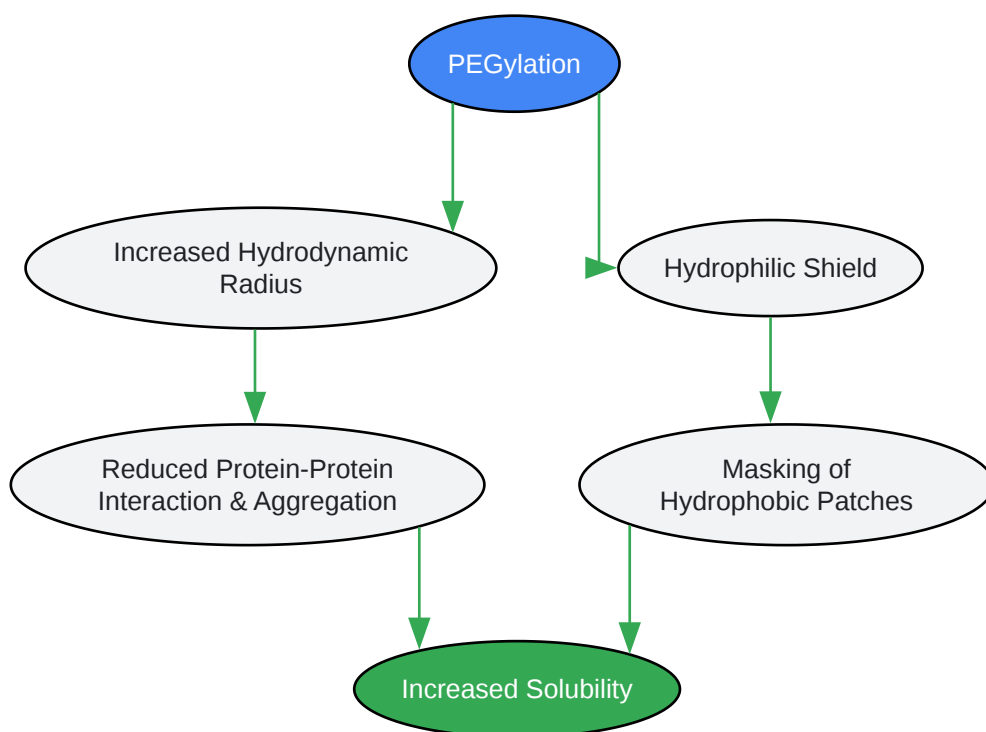 PEGylation
Increased Hydrodynamic
Radius
Hydrophilic Shield
Reduced Protein-Protein
Interaction & Aggregation
Masking of
Hydrophobic Patches
Increased Solubility